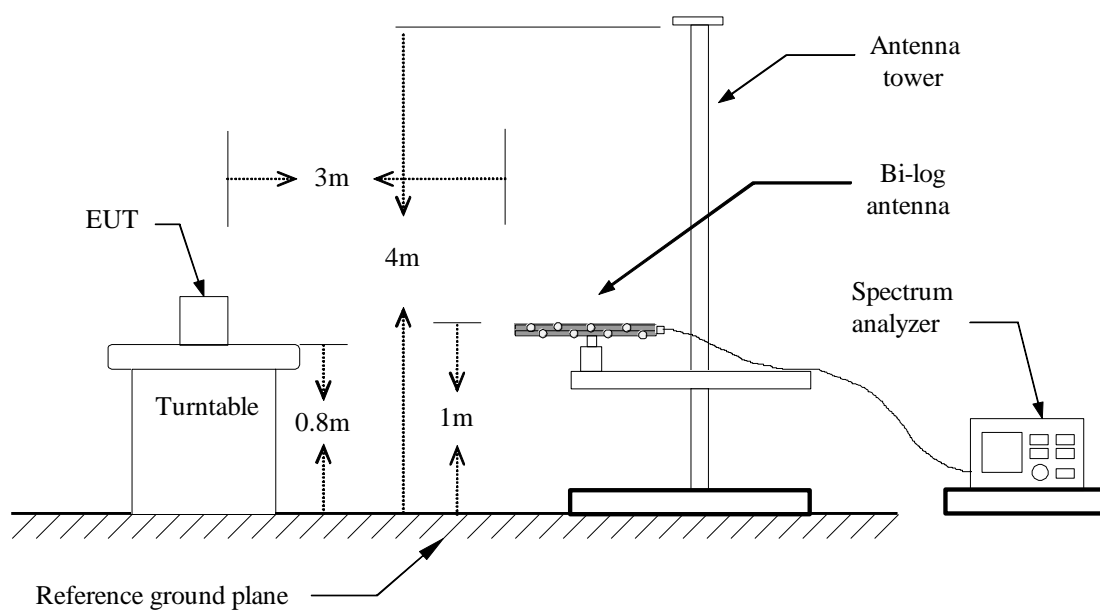 Antenna
tower
3m
Bi-log
antenna
EUT
4m
Spectrum
analyzer
Turntable
0.8m
1m
Reference ground plane